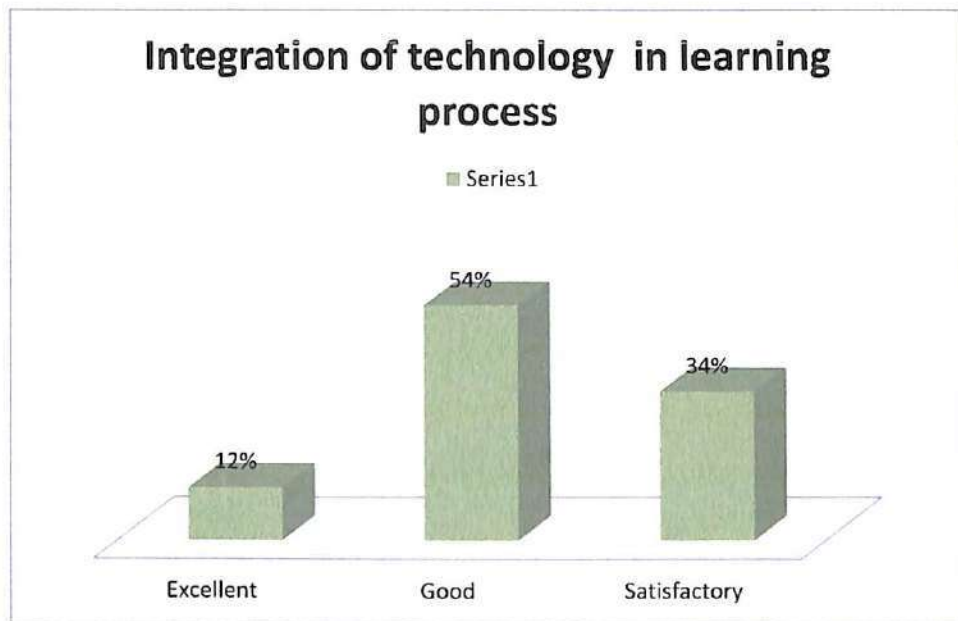 Integration of technology in learning
process
Series1
54%
34%
12%
Excellent Good Satisfactory